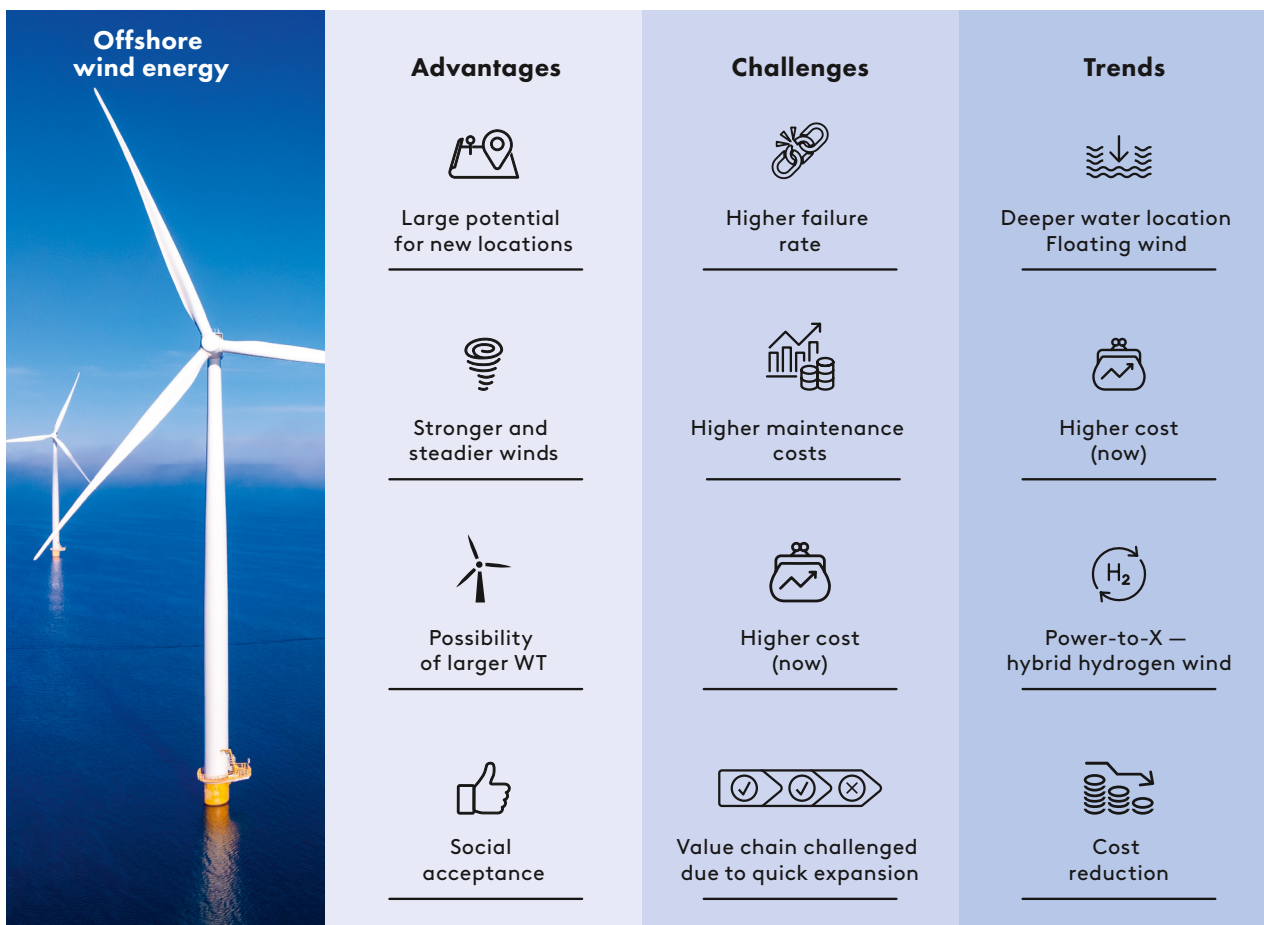 Offshore
wind energy
Advantages
Large potential
for new locations
Stronger and
steadier winds
Possibility
of larger WT
Social
acceptance
Challenges
Higher failure
rate
Higher maintenance
costs
Higher cost
(now)
Value chain challenged
due to quick expansion
Trends
Deeper water location
Floating wind
Higher cost
(now)
H₂
Power-to-X —
hybrid hydrogen wind
Cost
reduction